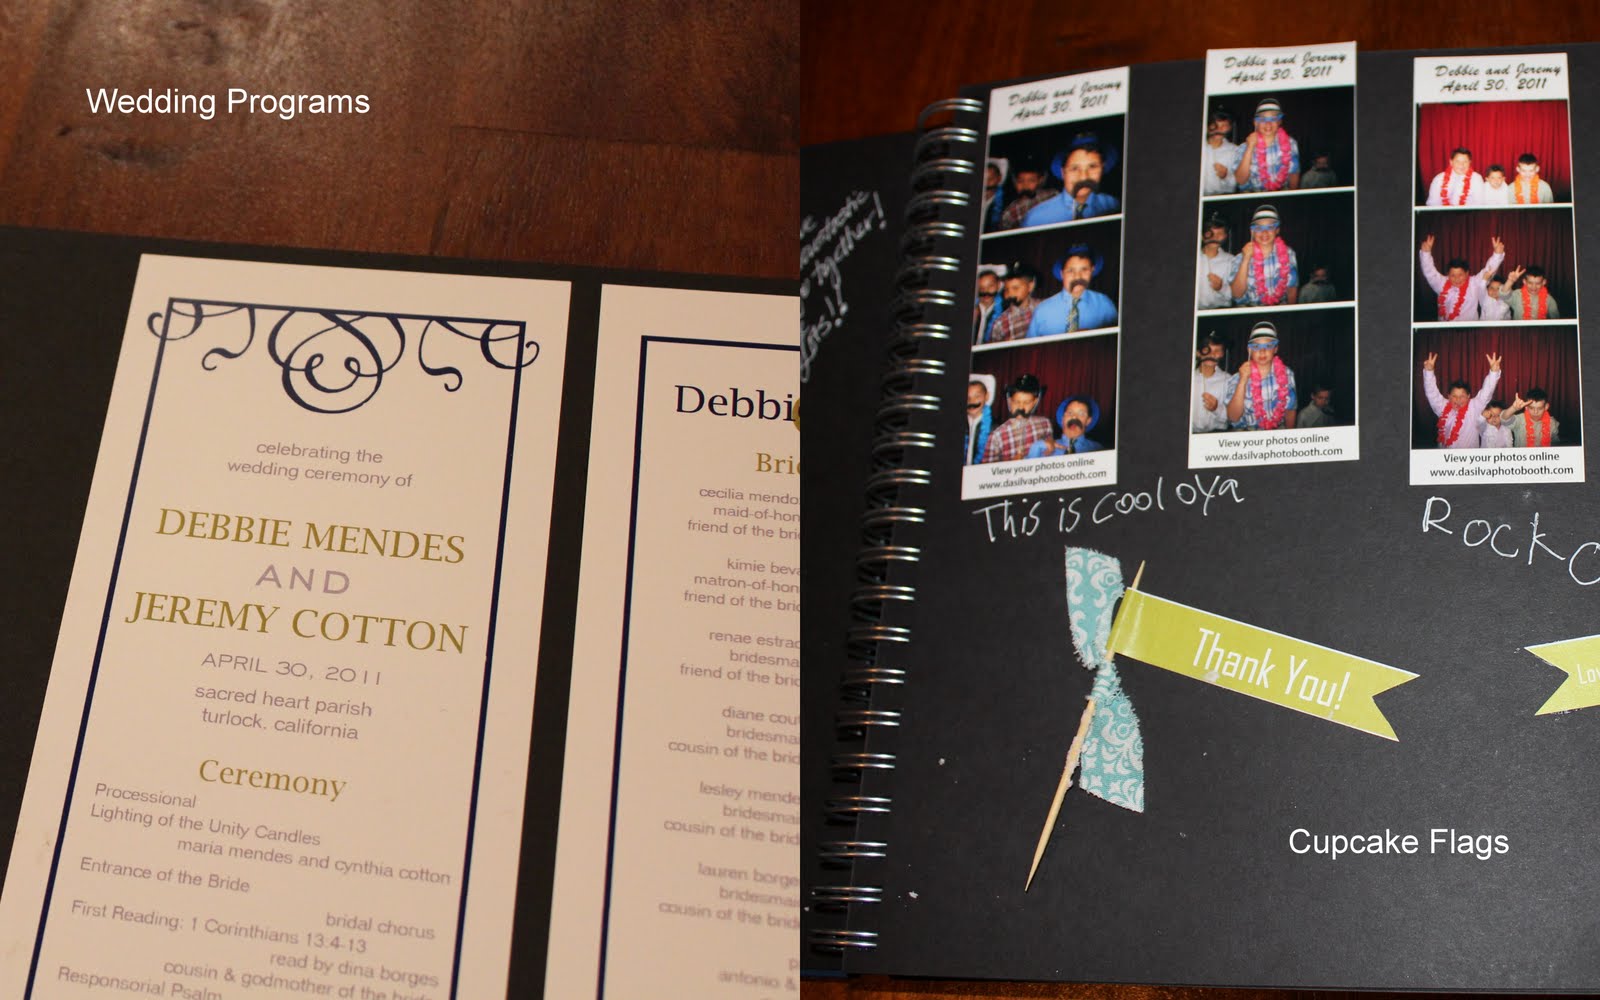 Wedding Programs
celebrating the
wedding ceremony of
DEBBIE MENDES
AND
JEREMY COTTON
APRIL 30, 2011
sacred heart parish
turlock, california
Ceremony
Processional
Lighting of the Unity Candles
maria mendes and cynthia cotton
Entrance of the Bride
bridal chorus
First Reading: 1 Corinthians 13:4-13
read by dina borges
cousin & godmother of the bride
Responsorial Psalm
Debbi
Bri
cecilia mendo
maid-of-hon
friend of the bri
kimie beva
matron-of-hon
friend of the bri
renae estra
bridesma
friend of the bri
diane cout
bridesma
cousin of the bri
lesley mende
bridesma
cousin of the brid
lauren borge
bridesmai
cousin of the brid
antonio &
together!
Debbie and Jeremy
April 30, 2011
View your photos online
www.dasilvaphotobooth.com
Debbie and Jeremy
April 30, 2011
View your photos online
www.dasilvaphotobooth.com
Debbie and Jeremy
April 30, 2011
View your photos online
www.dasilvaphotobooth.com
This is cool oya
Rock O
Thank You!
Lov
Cupcake Flags